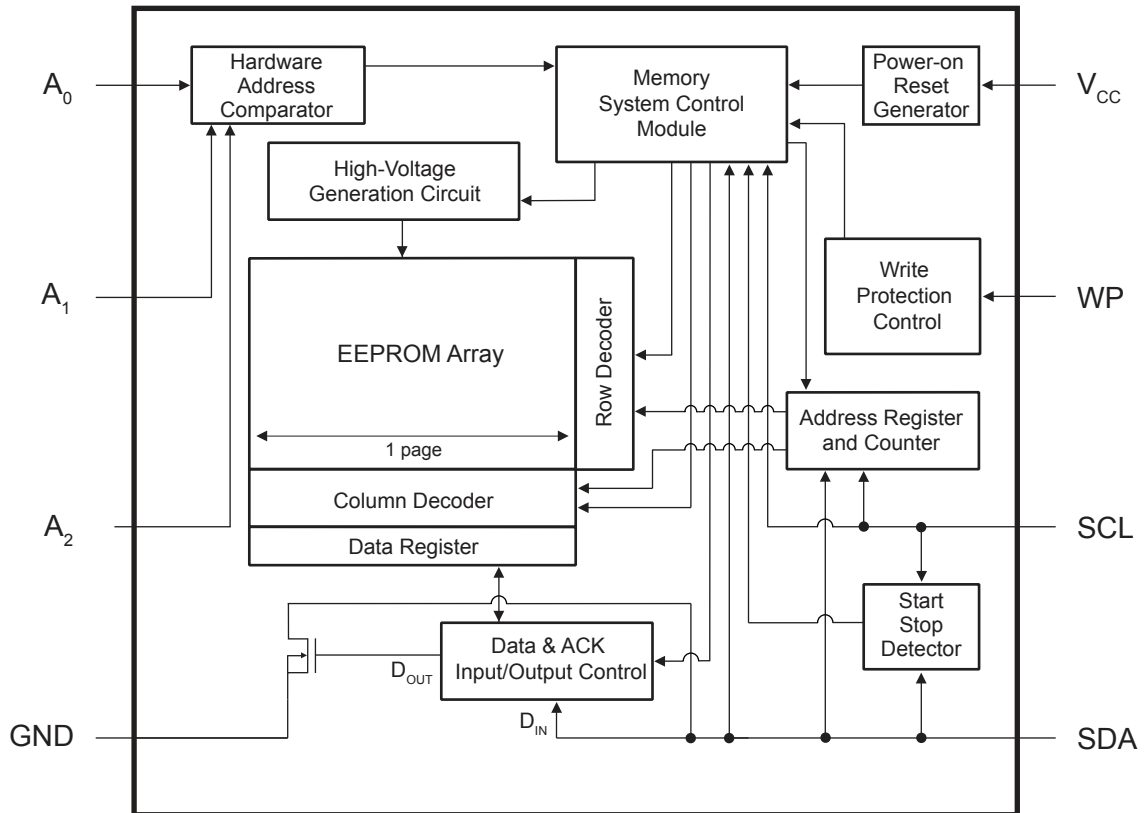 Hardware
Address
Comparator
Memory
System Control
Module
Power-on
Reset
Generator
A0
VCC
High-Voltage
Generation Circuit
A1
Write
Protection
Control
WP
EEPROM Array
Row Decoder
1 page
Address Register
and Counter
Column Decoder
A2
SCL
Data Register
Start
Stop
Detector
Data & ACK
Input/Output Control
DOUT
DIN
GND
SDA